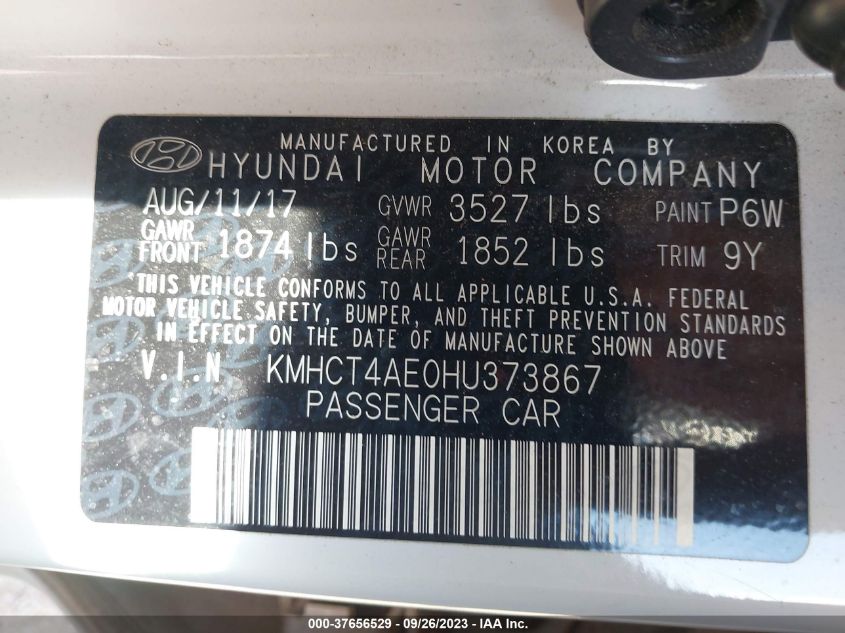 MANUFACTURED IN KOREA BY
HYUNDAI MOTOR COMPANY
AUG/11/17 GVWR 3527 lbs PAINT P6W
GAWR FRONT 1874 lbs GAWR REAR 1852 lbs TRIM 9Y
THIS VEHICLE CONFORMS TO ALL APPLICABLE U.S.A. FEDERAL
MOTOR VEHICLE SAFETY, BUMPER, AND THEFT PREVENTION STANDARDS
IN EFFECT ON THE DATE OF MANUFACTURE SHOWN ABOVE
V.I.N KMHCT4AE0HU373867
PASSENGER CAR
000-37656529 - 09/26/2023 - IAAI Inc.